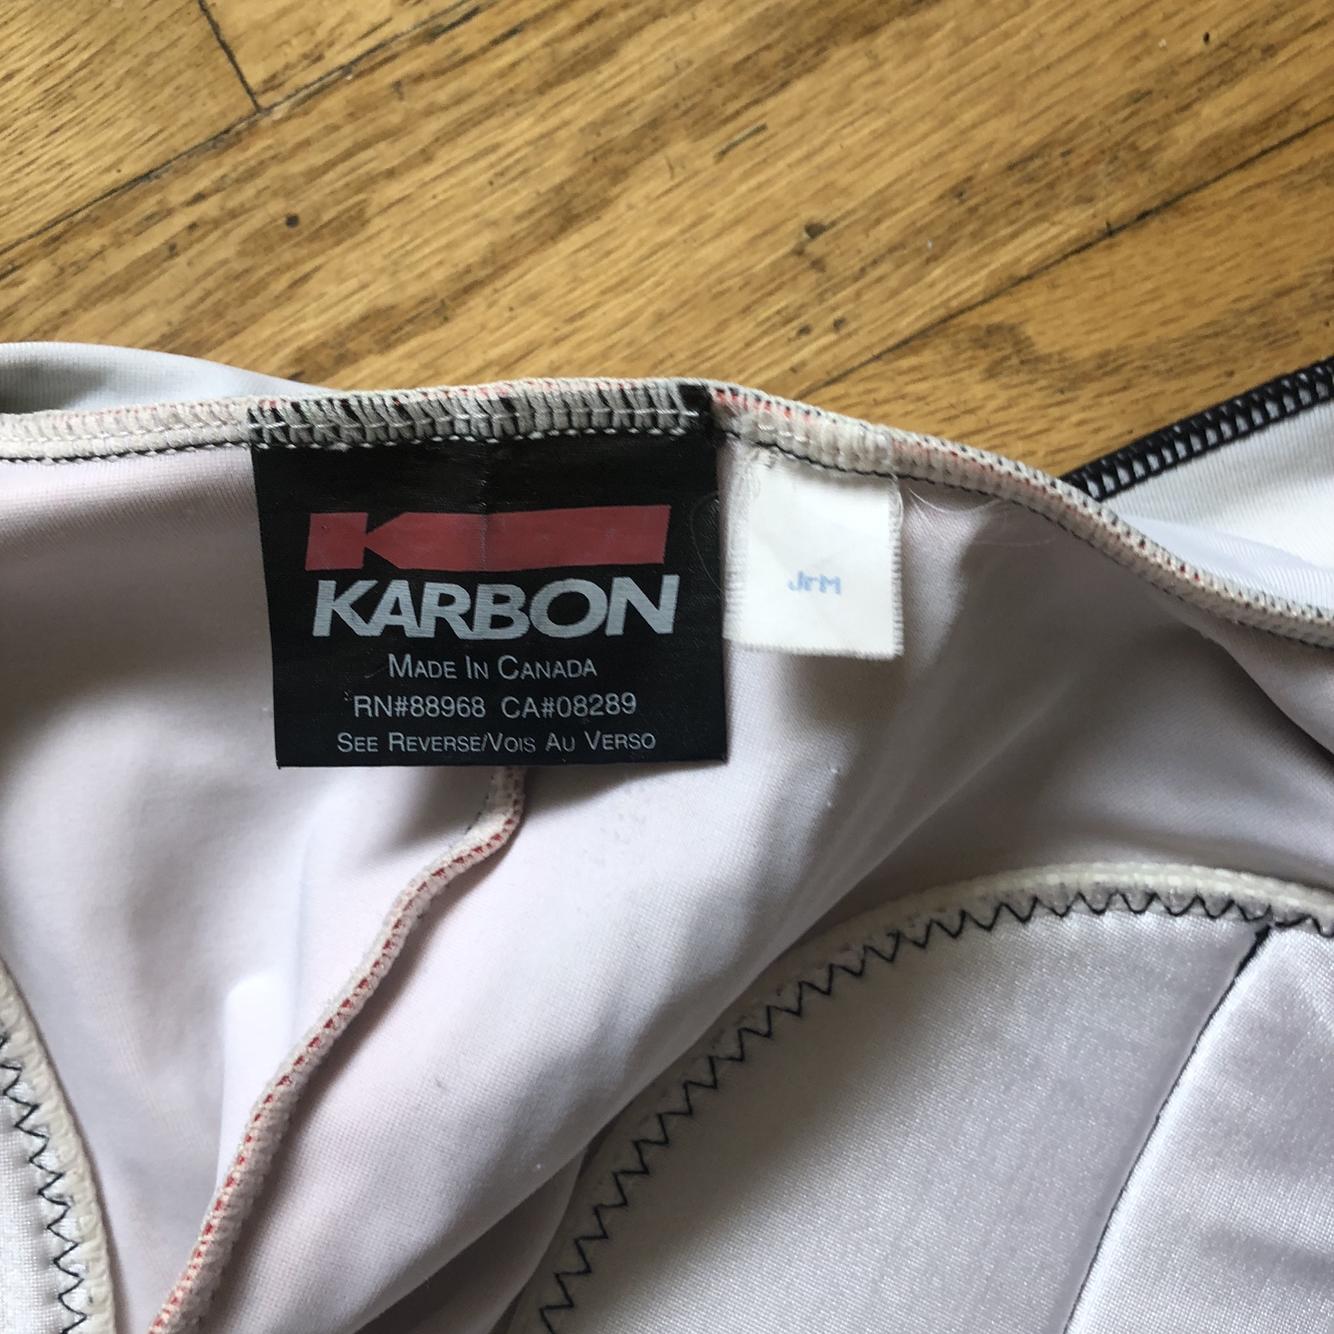 KARBON
MADE IN CANADA
RN#88968 CA#08289
SEE REVERSE/VOIS AU VERSO
JrM